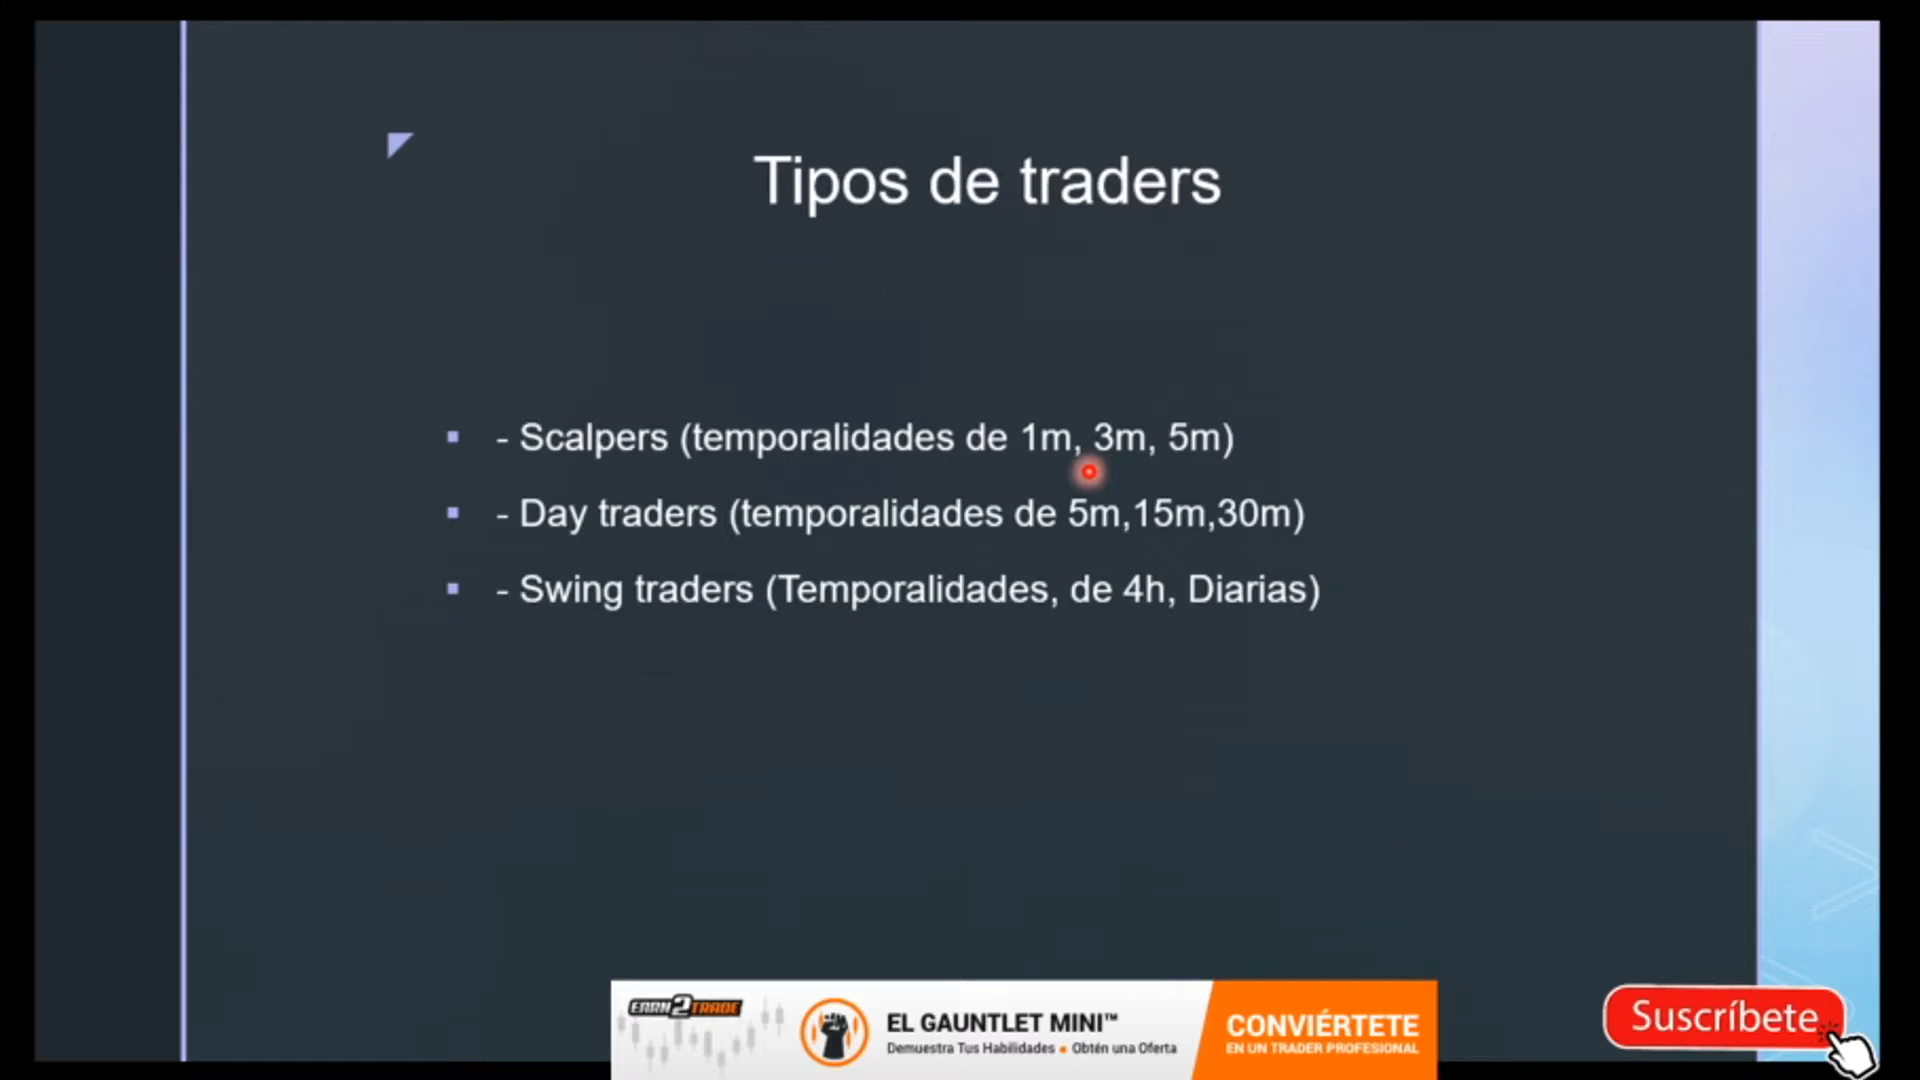 Tipos de traders
- Scalpers (temporalidades de 1m, 3m, 5m)
- Day traders (temporalidades de 5m,15m,30m)
- Swing traders (Temporalidades, de 4h, Diarias)
EARN2TRADE
EL GAUNTLET MINI™
Demuestra Tus Habilidades • Obtén una Oferta
CONVIÉRTETE
EN UN TRADER PROFESIONAL
Suscríbete